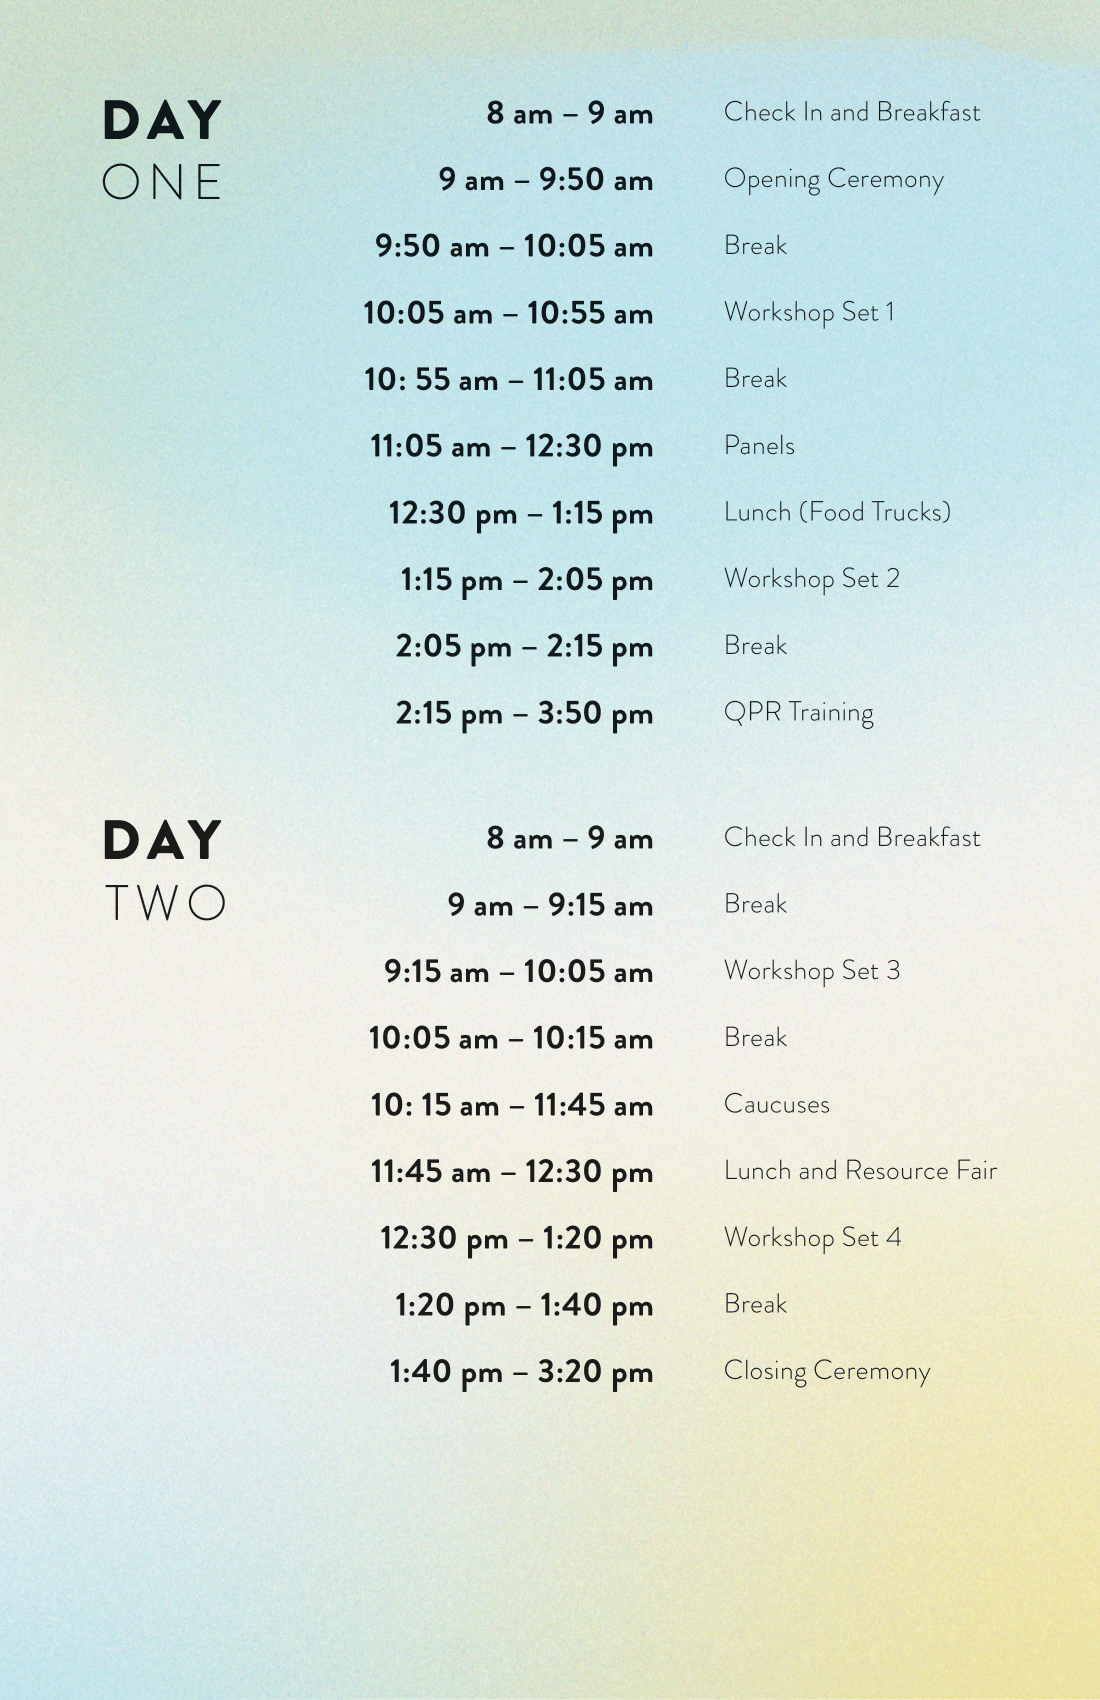 DAY
ONE
8 am – 9 am Check In and Breakfast
9 am – 9:50 am Opening Ceremony
9:50 am – 10:05 am Break
10:05 am – 10:55 am Workshop Set 1
10: 55 am – 11:05 am Break
11:05 am – 12:30 pm Panels
12:30 pm – 1:15 pm Lunch (Food Trucks)
1:15 pm – 2:05 pm Workshop Set 2
2:05 pm – 2:15 pm Break
2:15 pm – 3:50 pm QPR Training
DAY
TWO
8 am – 9 am Check In and Breakfast
9 am – 9:15 am Break
9:15 am – 10:05 am Workshop Set 3
10:05 am – 10:15 am Break
10: 15 am – 11:45 am Caucuses
11:45 am – 12:30 pm Lunch and Resource Fair
12:30 pm – 1:20 pm Workshop Set 4
1:20 pm – 1:40 pm Break
1:40 pm – 3:20 pm Closing Ceremony